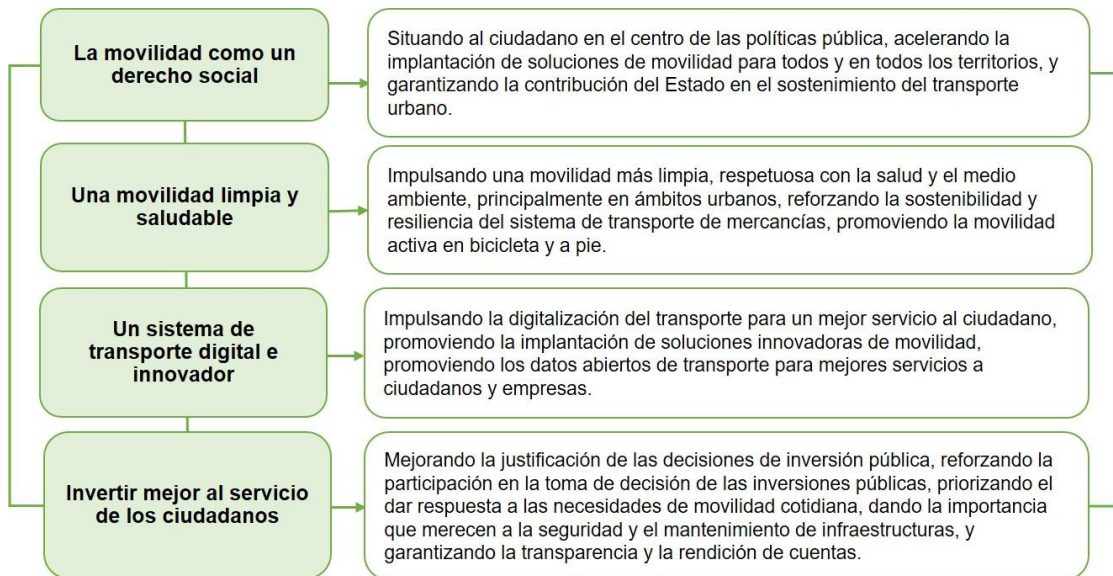 La movilidad como un
derecho social
Situando al ciudadano en el centro de las políticas pública, acelerando la
implantación de soluciones de movilidad para todos y en todos los territorios, y
garantizando la contribución del Estado en el sostenimiento del transporte
urbano.
Una movilidad limpia y
saludable
Impulsando una movilidad más limpia, respetuosa con la salud y el medio
ambiente, principalmente en ámbitos urbanos, reforzando la sostenibilidad y
resiliencia del sistema de transporte de mercancías, promoviendo la movilidad
activa en bicicleta y a pie.
Un sistema de
transporte digital e
innovador
Impulsando la digitalización del transporte para un mejor servicio al ciudadano,
promoviendo la implantación de soluciones innovadoras de movilidad,
promoviendo los datos abiertos de transporte para mejores servicios a
ciudadanos y empresas.
Invertir mejor al servicio
de los ciudadanos
Mejorando la justificación de las decisiones de inversión pública, reforzando la
participación en la toma de decisión de las inversiones públicas, priorizando el
dar respuesta a las necesidades de movilidad cotidiana, dando la importancia
que merecen a la seguridad y el mantenimiento de infraestructuras, y
garantizando la transparencia y la rendición de cuentas.